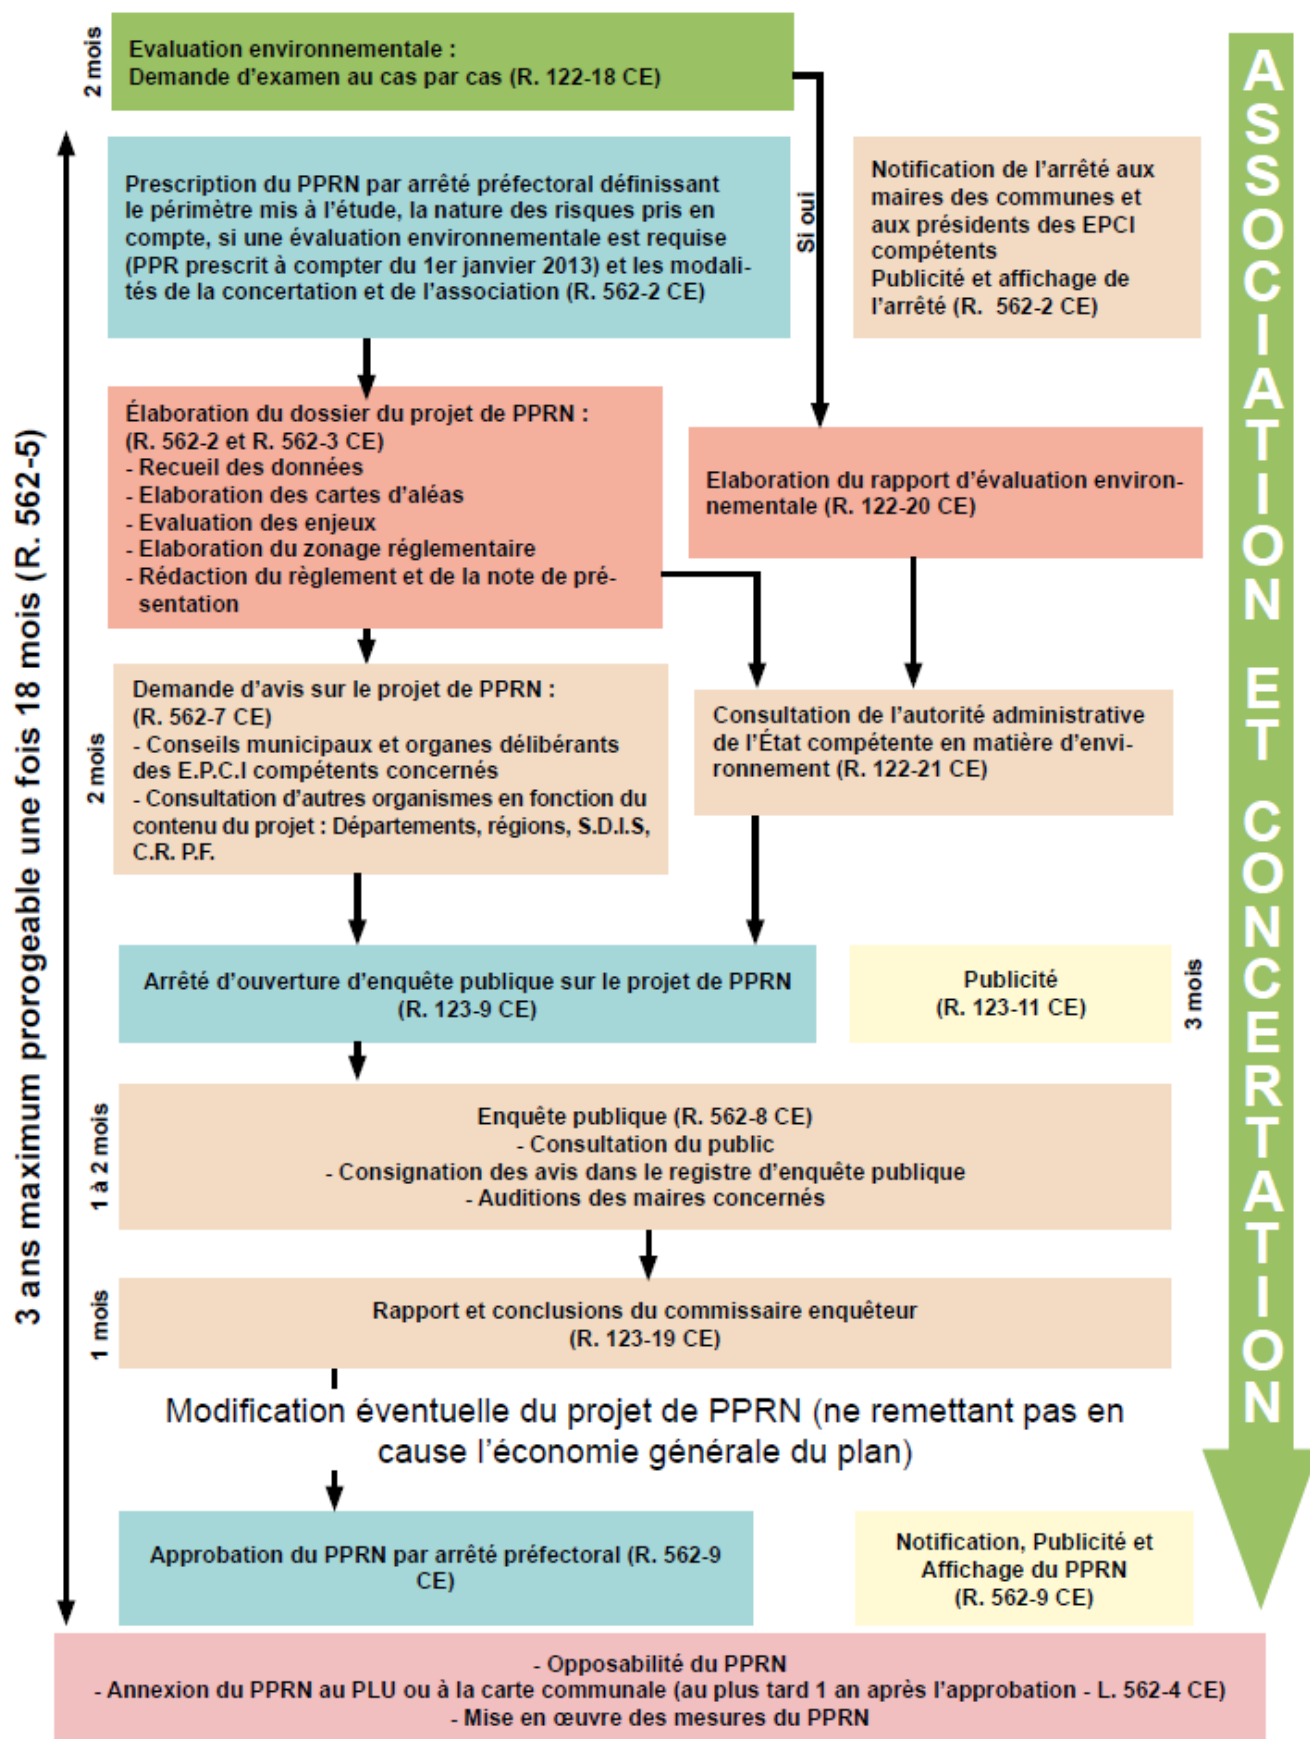 2 mois
Evaluation environnementale :
Demande d'examen au cas par cas (R. 122-18 CE)
3 ans maximum prorogeable une fois 18 mois (R. 562-5)
Prescription du PPRN par arrêté préfectoral définissant
le périmètre mis à l'étude, la nature des risques pris en
compte, si une évaluation environnementale est requise
(PPR prescrit à compter du 1er janvier 2013) et les modali-
tés de la concertation et de l'association (R. 562-2 CE)
Si oui
Notification de l'arrêté aux
maires des communes et
aux présidents des EPCI
compétents
Publicité et affichage de
l'arrêté (R. 562-2 CE)
Élaboration du dossier du projet de PPRN :
(R. 562-2 et R. 562-3 CE)
- Recueil des données
- Elaboration des cartes d'aléas
- Evaluation des enjeux
- Elaboration du zonage réglementaire
- Rédaction du règlement et de la note de pré-
sentation
Elaboration du rapport d'évaluation environ-
nementale (R. 122-20 CE)
2 mois
Demande d'avis sur le projet de PPRN :
(R. 562-7 CE)
- Conseils municipaux et organes délibérants
des E.P.C.I compétents concernés
- Consultation d'autres organismes en fonction du
contenu du projet : Départements, régions, S.D.I.S,
C.R. P.F.
Consultation de l'autorité administrative
de l'État compétente en matière d'envi-
ronnement (R. 122-21 CE)
Arrêté d'ouverture d'enquête publique sur le projet de PPRN
(R. 123-9 CE)
Publicité
(R. 123-11 CE)
3 mois
1 à 2 mois
Enquête publique (R. 562-8 CE)
- Consultation du public
- Consignation des avis dans le registre d'enquête publique
- Auditions des maires concernés
1 mois
Rapport et conclusions du commissaire enquêteur
(R. 123-19 CE)
Modification éventuelle du projet de PPRN (ne remettant pas en
cause l'économie générale du plan)
Approbation du PPRN par arrêté préfectoral (R. 562-9
CE)
Notification, Publicité et
Affichage du PPRN
(R. 562-9 CE)
- Opposabilité du PPRN
- Annexion du PPRN au PLU ou à la carte communale (au plus tard 1 an après l'approbation - L. 562-4 CE)
- Mise en œuvre des mesures du PPRN
ASSOCIATION ET CONCERTATION